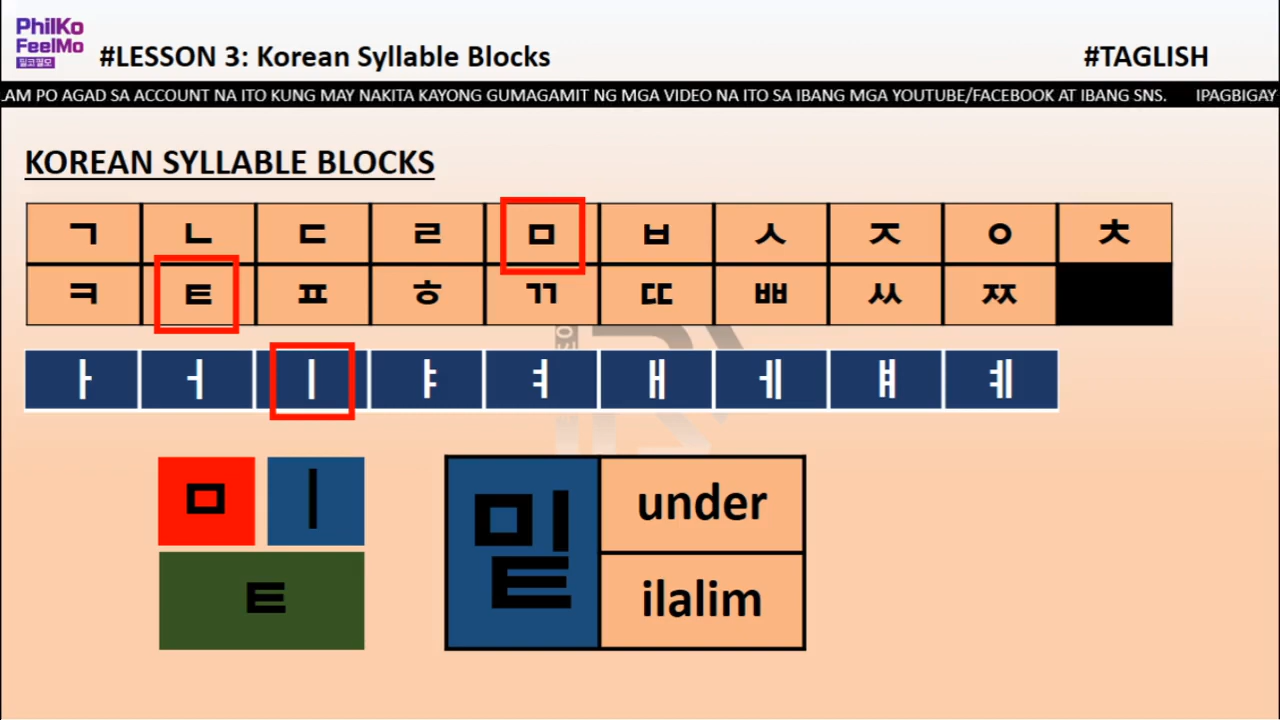 PhilKo
FeelMo
필코필모
#LESSON 3: Korean Syllable Blocks
#TAGLISH
LAM PO AGAD SA ACCOUNT NA ITO KUNG MAY NAKITA KAYONG GUMAGAMIT NG MGA VIDEO NA ITO SA IBANG MGA YOUTUBE/FACEBOOK AT IBANG SNS. IPAGBIGAY
KOREAN SYLLABLE BLOCKS
ㄱ ㄴ ㄷ ㄹ ㅁ ㅂ ㅅ ㅈ ㅇ ㅊ
ㅋ ㅌ ㅍ ㅎ ㄲ ㄸ ㅃ ㅆ ㅉ
ㅏ ㅓ ㅣ ㅑ ㅕ ㅐ ㅔ ㅒ ㅖ
ㅁ ㅣ
ㅌ
밑
under
ilalim